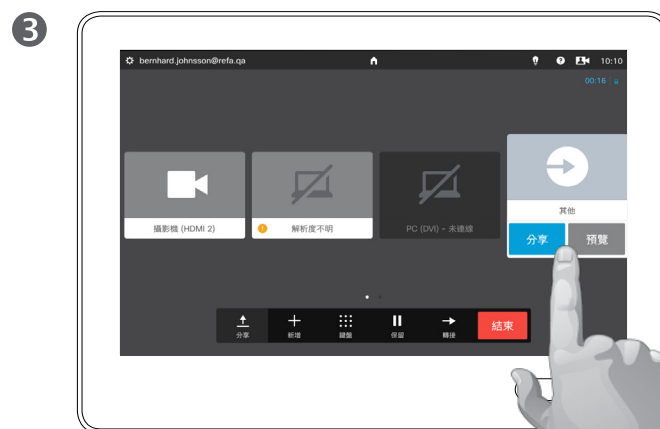 3
bernhard.johnsson@refa.qa
10:10
00:16
攝影機 (HDMI 2)
解析度不明
PC (DVI) – 未連線
其他
分享
預覽
分享
新增
鍵盤
保留
轉接
結束